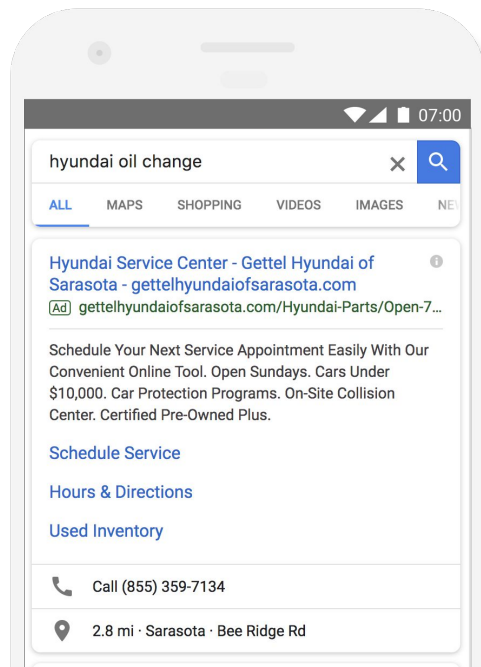 07:00
hyundai oil change
ALL MAPS SHOPPING VIDEOS IMAGES NEW
Hyundai Service Center - Gettel Hyundai of
Sarasota - gettelhyundaiofsarasota.com
Ad gettelhyundaiofsarasota.com/Hyundai-Parts/Open-7...
Schedule Your Next Service Appointment Easily With Our
Convenient Online Tool. Open Sundays. Cars Under
$10,000. Car Protection Programs. On-Site Collision
Center. Certified Pre-Owned Plus.
Schedule Service
Hours & Directions
Used Inventory
Call (855) 359-7134
2.8 mi · Sarasota · Bee Ridge Rd